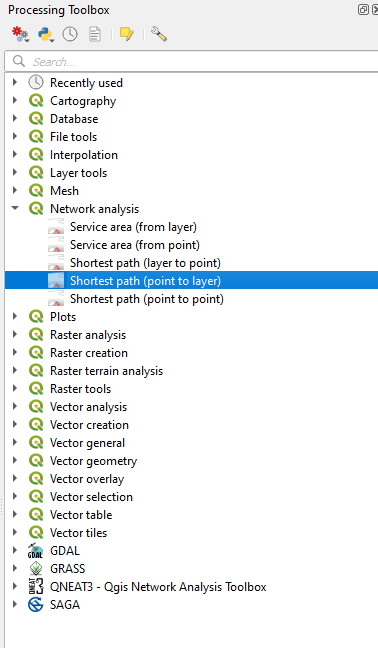 Processing Toolbox
Search...
Recently used
Cartography
Database
File tools
Interpolation
Layer tools
Mesh
Network analysis
Service area (from layer)
Service area (from point)
Shortest path (layer to point)
Shortest path (point to layer)
Shortest path (point to point)
Plots
Raster analysis
Raster creation
Raster terrain analysis
Raster tools
Vector analysis
Vector creation
Vector general
Vector geometry
Vector overlay
Vector selection
Vector table
Vector tiles
GDAL GDAL
GRASS
QNEAT 3 QNEAT3 - Qgis Network Analysis Toolbox
SAGA